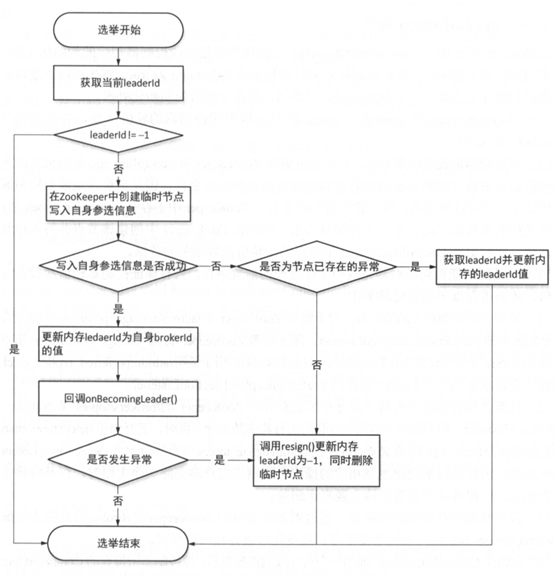 选举开始
获取当前leaderId
leaderId != −1
否
在ZooKeeper中创建临时节点
写入自身参选信息
写入自身参选信息是否成功
否
是否为节点已存在的异常
是
获取leaderId并更新内
存的leaderId值
是
更新内存ledaerId为自身brokerId
的值
是
否
回调onBecomingLeader()
是否发生异常
是
调用resign()更新内存
leaderId为−1，同时删除
临时节点
否
选举结束